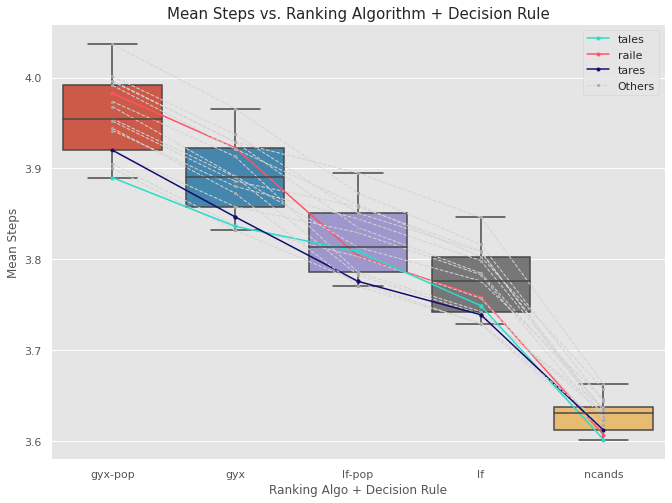 Mean Steps vs. Ranking Algorithm + Decision Rule
tales
raile
tares
Others
4.0
3.9
3.8
3.7
3.6
Mean Steps
gyx-pop
gyx
lf-pop
lf
ncands
Ranking Algo + Decision Rule